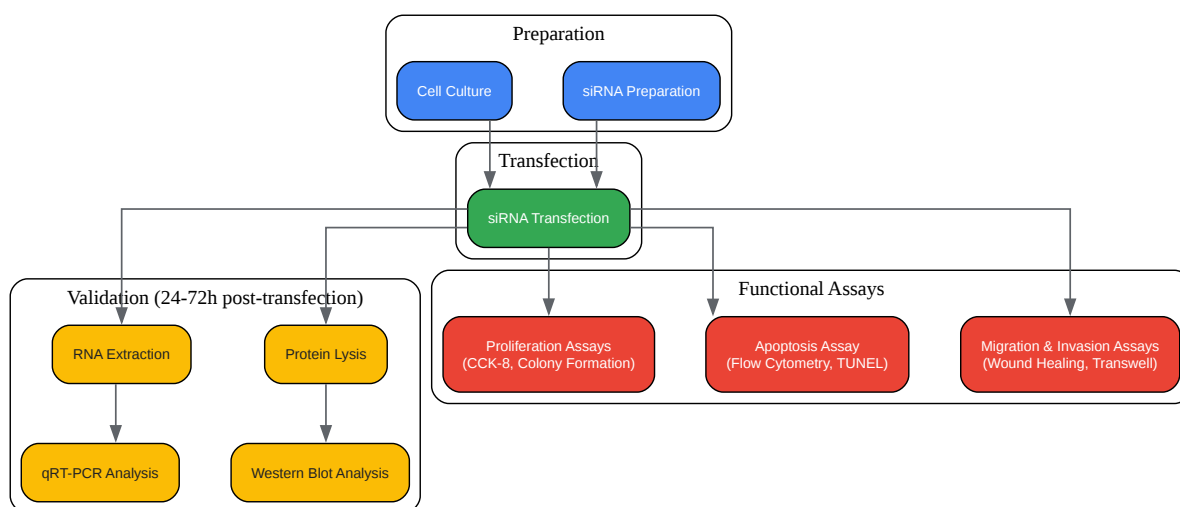 Preparation
Cell Culture
siRNA Preparation
Transfection
siRNA Transfection
Validation (24-72h post-transfection)
RNA Extraction
Protein Lysis
qRT-PCR Analysis
Western Blot Analysis
Functional Assays
Proliferation Assays
(CCK-8, Colony Formation)
Apoptosis Assay
(Flow Cytometry, TUNEL)
Migration & Invasion Assays
(Wound Healing, Transwell)